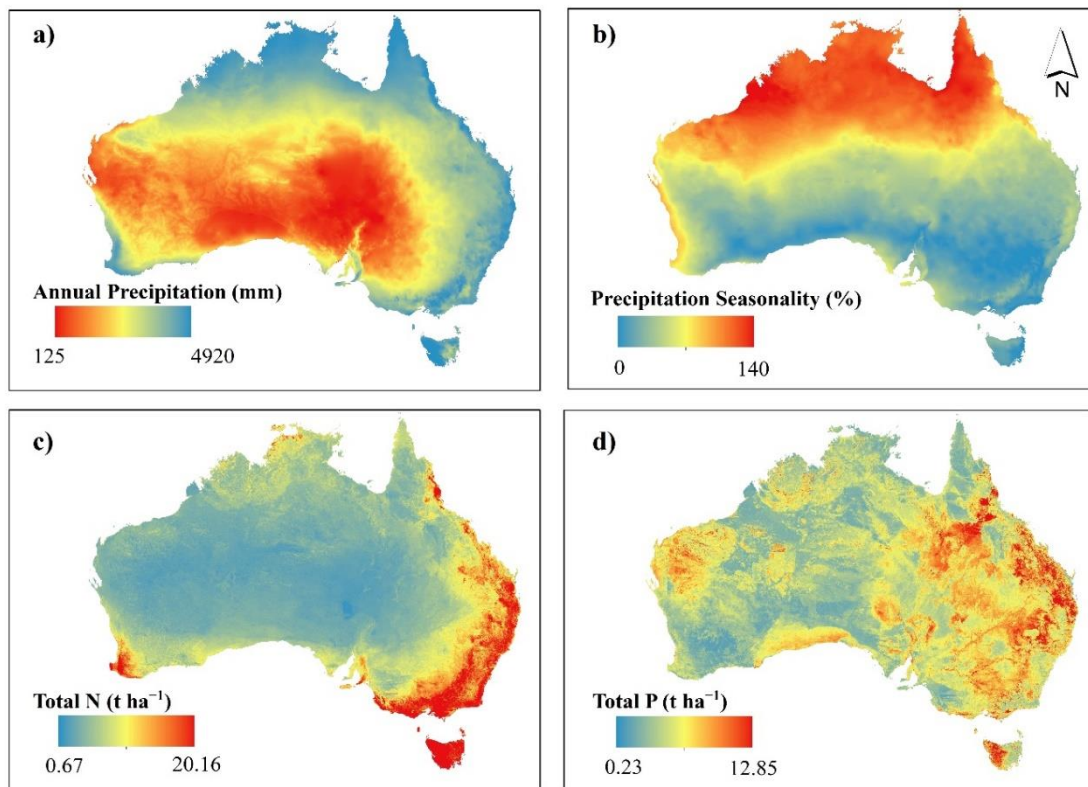 a)
Annual Precipitation (mm)
125 4920
b)
N
Precipitation Seasonality (%)
0 140
c)
Total N (t ha⁻¹)
0.67 20.16
d)
Total P (t ha⁻¹)
0.23 12.85